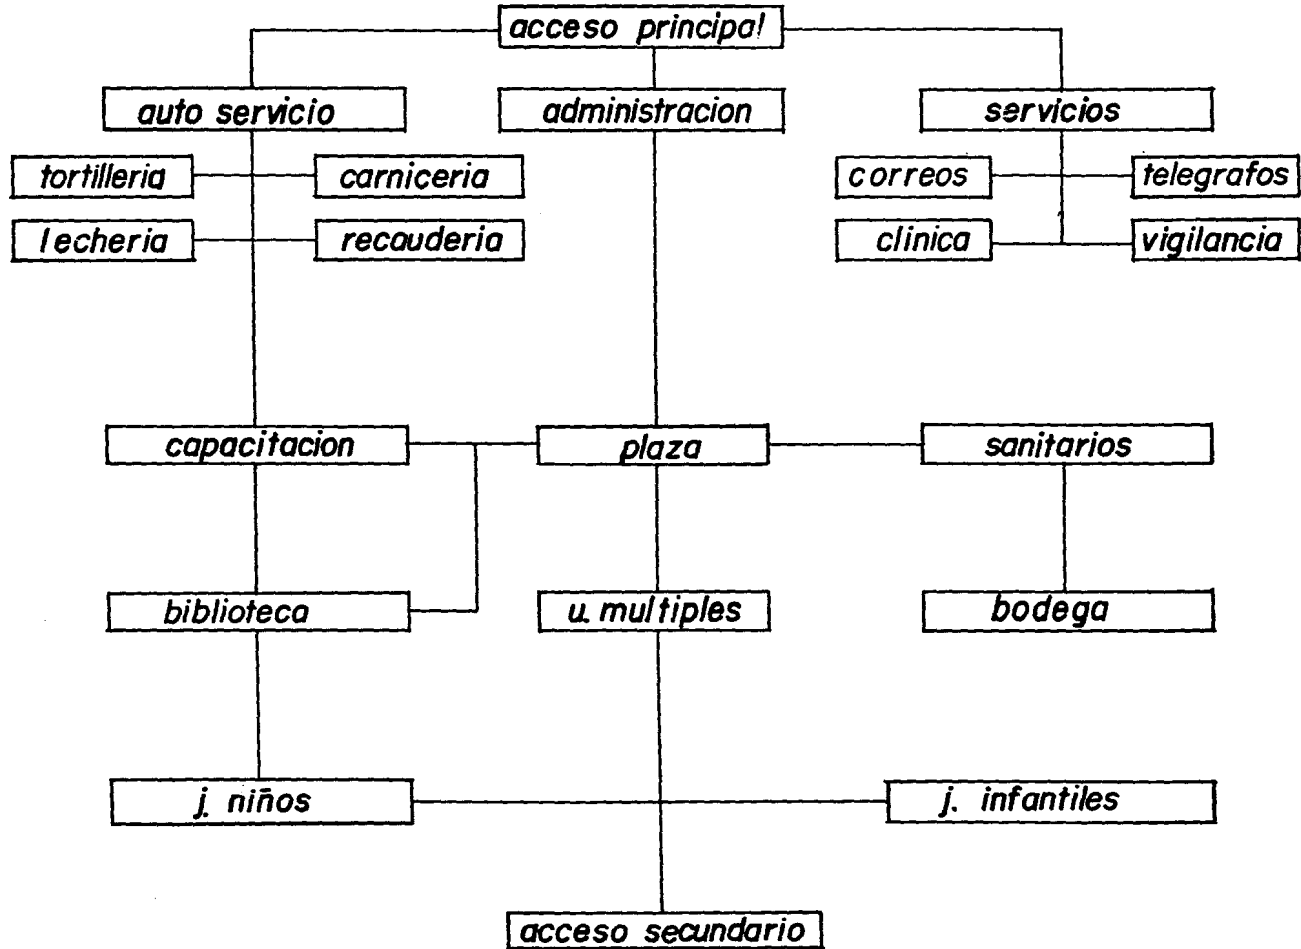 acceso principal
auto servicio
administracion
servicios
tortilleria
carniceria
correos
telegrafos
lecheria
recauderia
clinica
vigilancia
capacitacion
plaza
sanitarios
biblioteca
u. multiples
bodega
j. niños
j. infantiles
acceso secundario